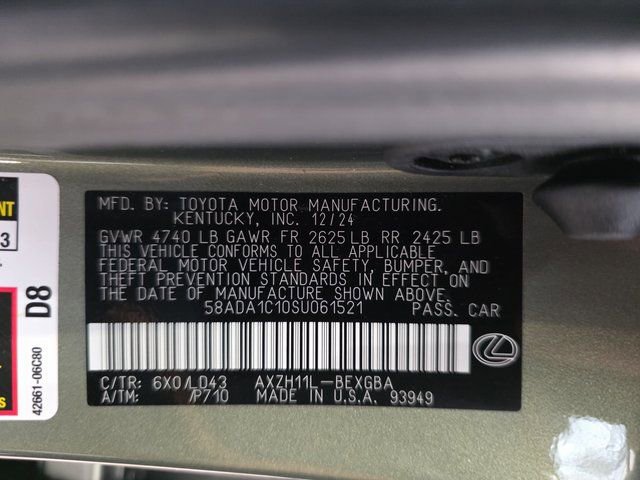 MFD. BY: TOYOTA MOTOR MANUFACTURING.
KENTUCKY, INC. 12/24
GVWR 4740 LB GAWR FR 2625 LB RR 2425 LB
THIS VEHICLE CONFORMS TO ALL APPLICABLE
FEDERAL MOTOR VEHICLE SAFETY, BUMPER, AND
THEFT PREVENTION STANDARDS IN EFFECT ON
THE DATE OF MANUFACTURE SHOWN ABOVE.
58ADA1C10SU061521 PASS. CAR
C/TR: 6X0/LD43 AXZH11L-BEXGBA
A/TM: /P710 MADE IN U.S.A. 93949
NT
3
D8
42661-06C80
S